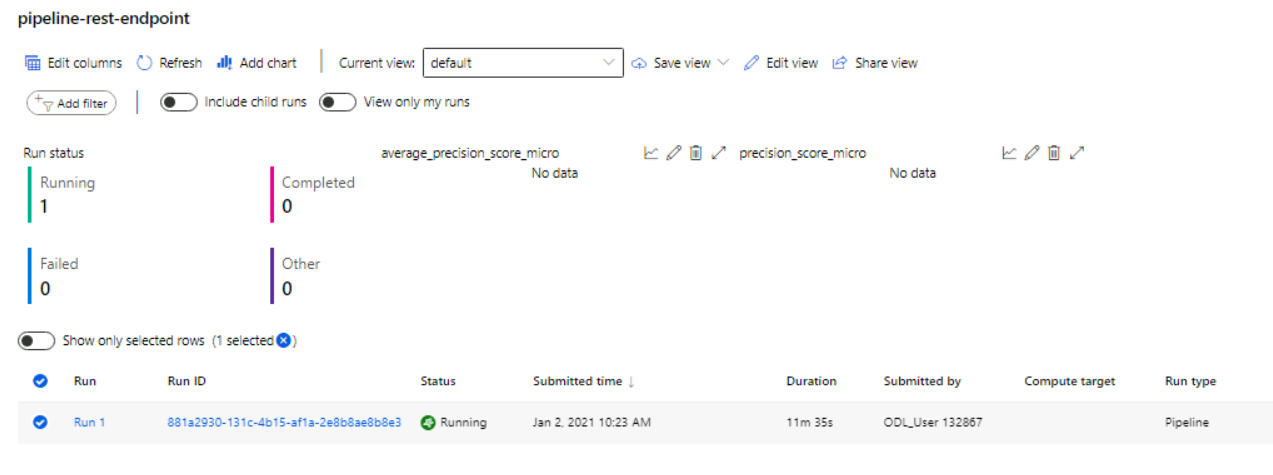 pipeline-rest-endpoint
Edit columns Refresh Add chart Current view: default Save view Edit view Share view
Add filter Include child runs View only my runs
Run status average_precision_score_micro precision_score_micro
No data No data
Running Completed
1 0
Failed Other
0 0
Show only selected rows (1 selected )
Run Run ID Status Submitted time ↓ Duration Submitted by Compute target Run type
Run 1 881a2930-131c-4b15-af1a-2e8b8ae8b8e3 Running Jan 2, 2021 10:23 AM 11m 35s ODL_User 132867 Pipeline